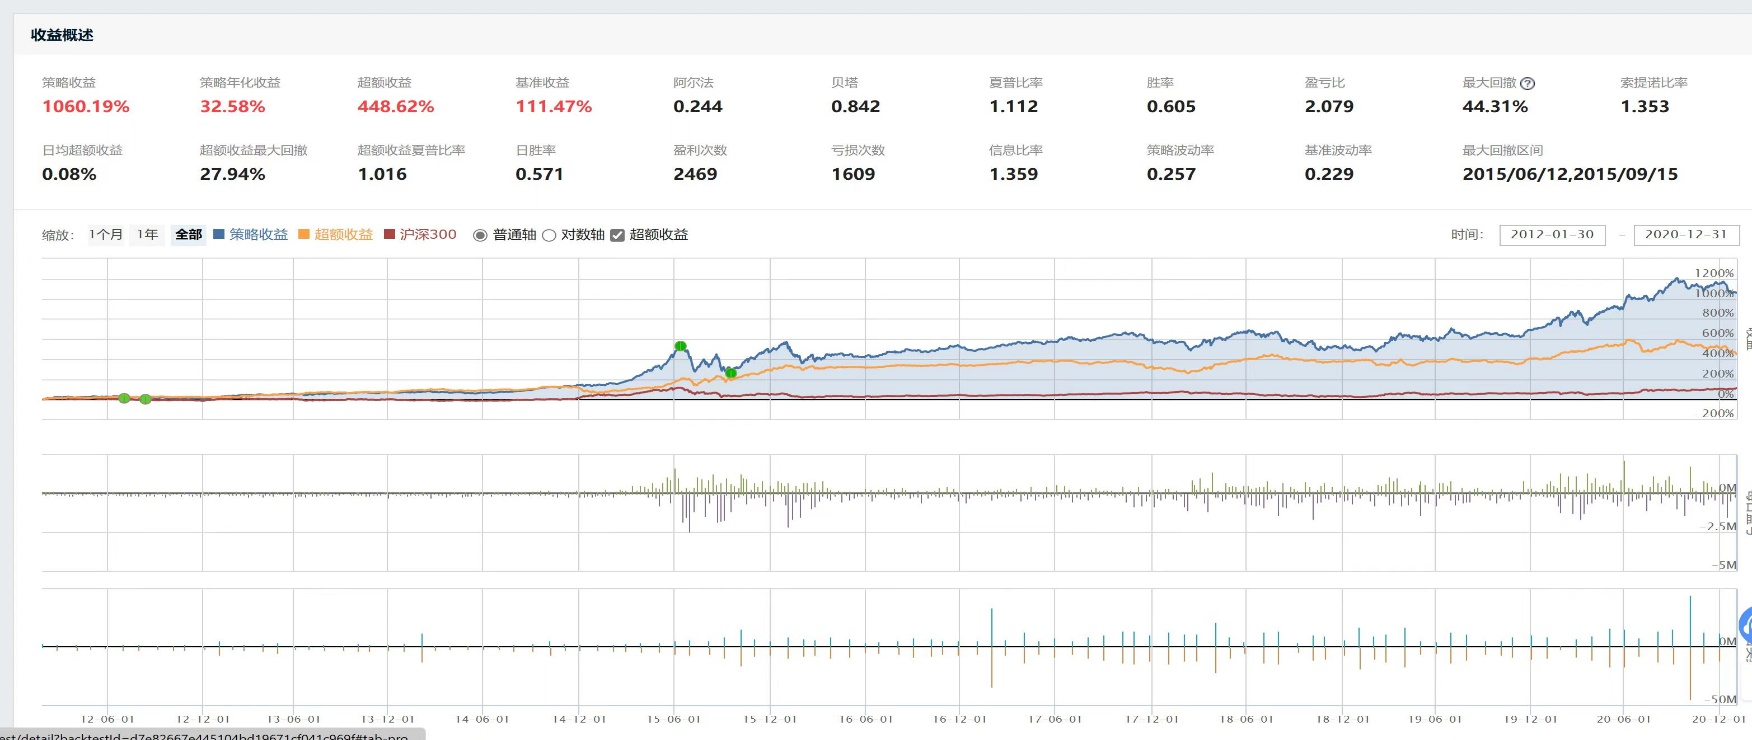 收益概述
策略收益 策略年化收益 超额收益 基准收益 阿尔法 贝塔 夏普比率 胜率 盈亏比 最大回撤 ? 索提诺比率
1060.19% 32.58% 448.62% 111.47% 0.244 0.842 1.112 0.605 2.079 44.31% 1.353
日均超额收益 超额收益最大回撤 超额收益夏普比率 日胜率 盈利次数 亏损次数 信息比率 策略波动率 基准波动率 最大回撤区间
0.08% 27.94% 1.016 0.571 2469 1609 1.359 0.257 0.229 2015/06/12,2015/09/15
缩放: 1个月 1年 全部 策略收益 超额收益 沪深300 普通轴 对数轴 超额收益 时间: 2012-01-30 - 2020-12-31
1200%
1000%
800%
600%
400%
200%
0%
200%
0M
-2.5M
-5M
0M
-50M
12-06-01 12-12-01 13-06-01 13-12-01 14-06-01 14-12-01 15-06-01 15-12-01 16-06-01 16-12-01 17-06-01 17-12-01 18-06-01 18-12-01 19-06-01 19-12-01 20-06-01 20-12-01